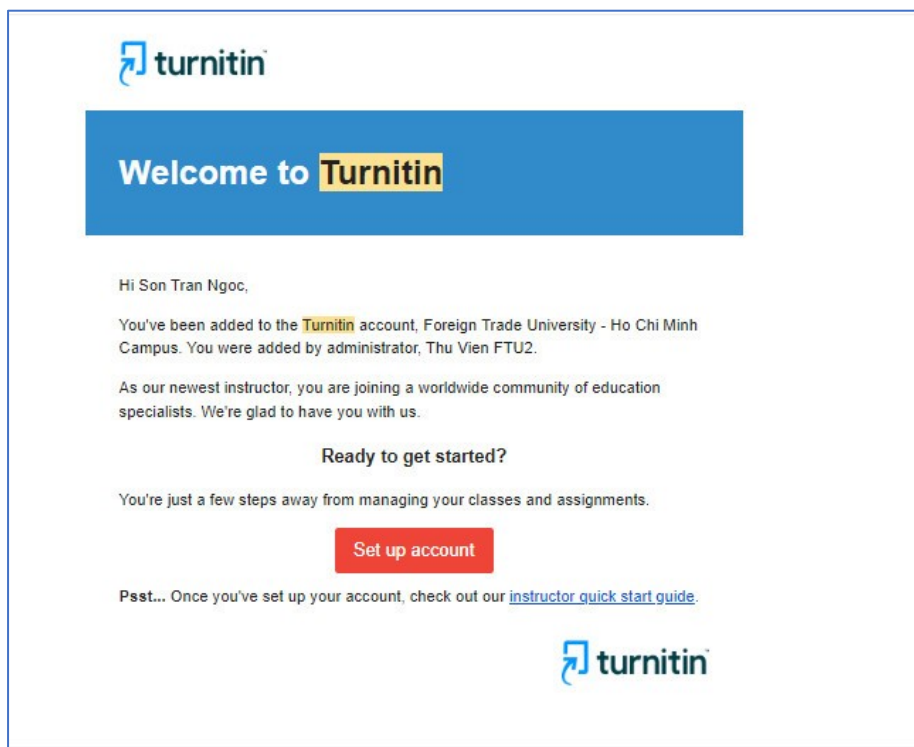 turnitin
Welcome to Turnitin
Hi Son Tran Ngoc,
You've been added to the Turnitin account, Foreign Trade University - Ho Chi Minh
Campus. You were added by administrator, Thu Vien FTU2.
As our newest instructor, you are joining a worldwide community of education
specialists. We're glad to have you with us.
Ready to get started?
You're just a few steps away from managing your classes and assignments.
Set up account
Psst... Once you've set up your account, check out our instructor quick start guide.
turnitin